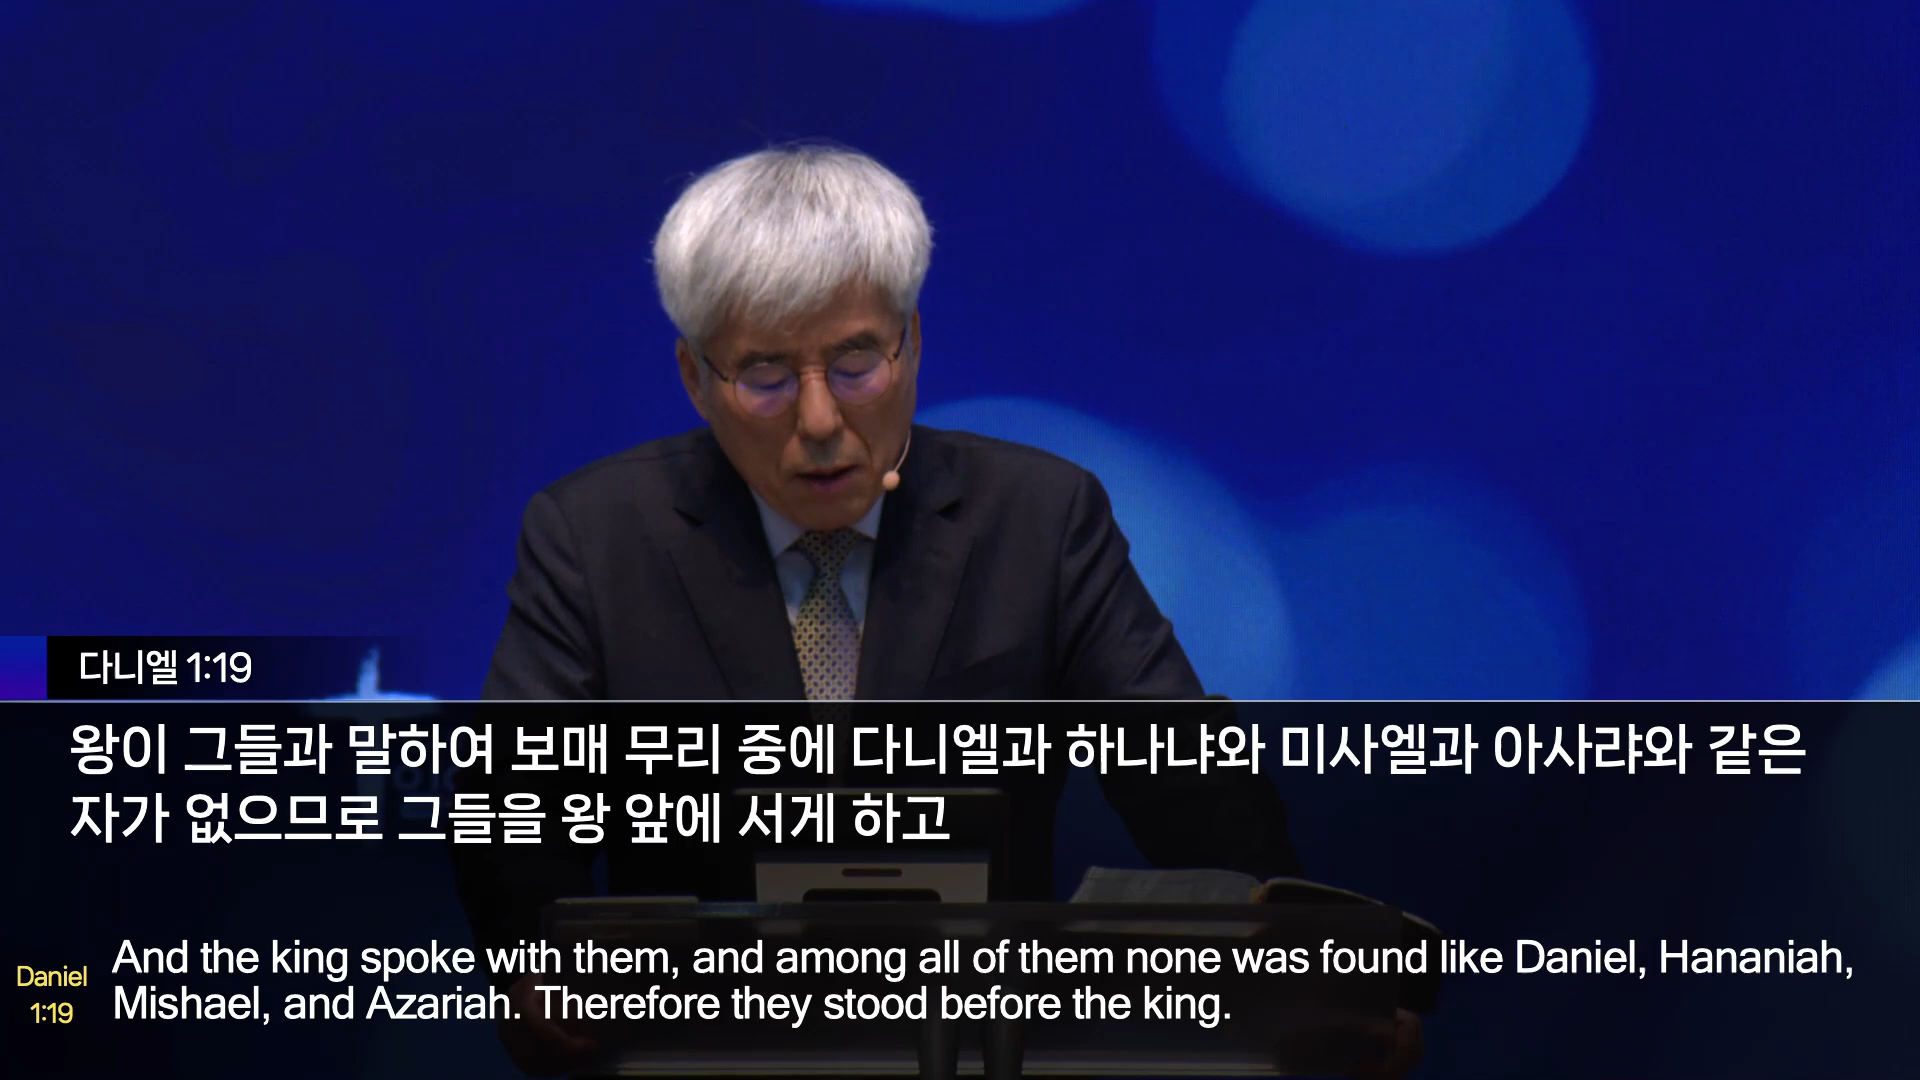 다니엘 1:19
왕이 그들과 말하여 보매 무리 중에 다니엘과 하나냐와 미사엘과 아사랴와 같은
자가 없으므로 그들을 왕 앞에 서게 하고
Daniel
1:19
And the king spoke with them, and among all of them none was found like Daniel, Hananiah,
Mishael, and Azariah. Therefore they stood before the king.